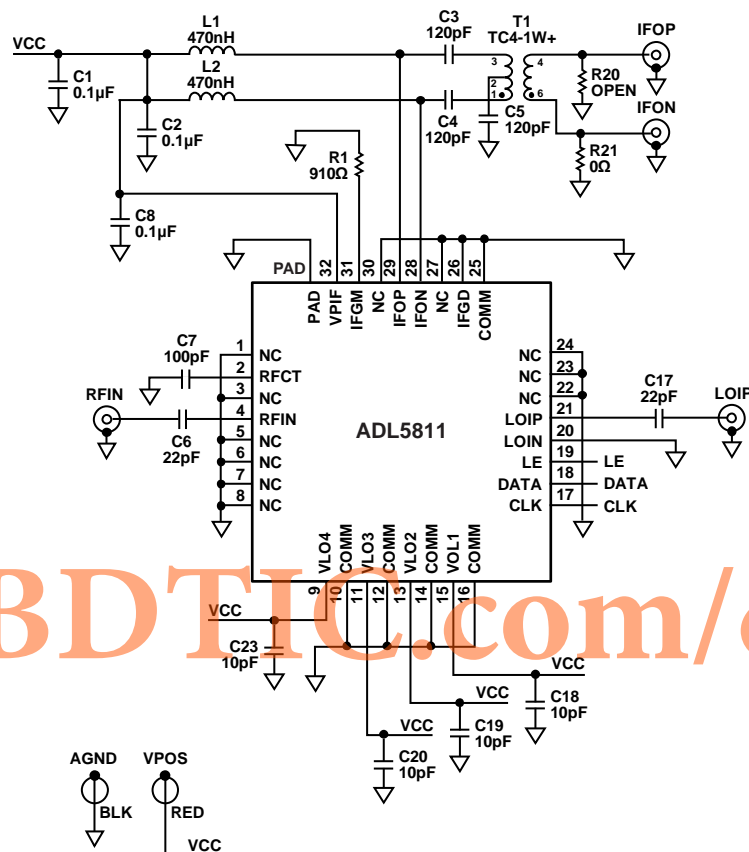 VCC
L1
470nH
C3
120pF
T1
TC4-1W+
IFOP
C1
0.1µF
L2
470nH
3
2
1
4
6
R20
OPEN
IFON
C2
0.1µF
C4
120pF
C5
120pF
R1
910Ω
R21
0Ω
C8
0.1µF
PAD
32
31
30
29
28
27
26
25
PAD
VPIF
IFGM
NC
IFOP
IFON
NC
IFGD
COMM
C7
100pF
1
NC
2
RFCT
3
NC
RFIN
4
RFIN
C6
22pF
5
NC
6
NC
7
NC
8
NC
ADL5811
NC
24
NC
23
NC
22
LOIP
21
C17
22pF
LOIP
LOIN
20
LE
19
LE
DATA
18
DATA
CLK
17
CLK
VLO4
COMM
VLO3
COMM
VLO2
COMM
VOL1
COMM
9
10
11
12
13
14
15
16
BDTIC.com/
VCC
C23
10pF
VCC
C18
10pF
VCC
C19
10pF
VCC
C20
10pF
AGND
BLK
VPOS
RED
VCC